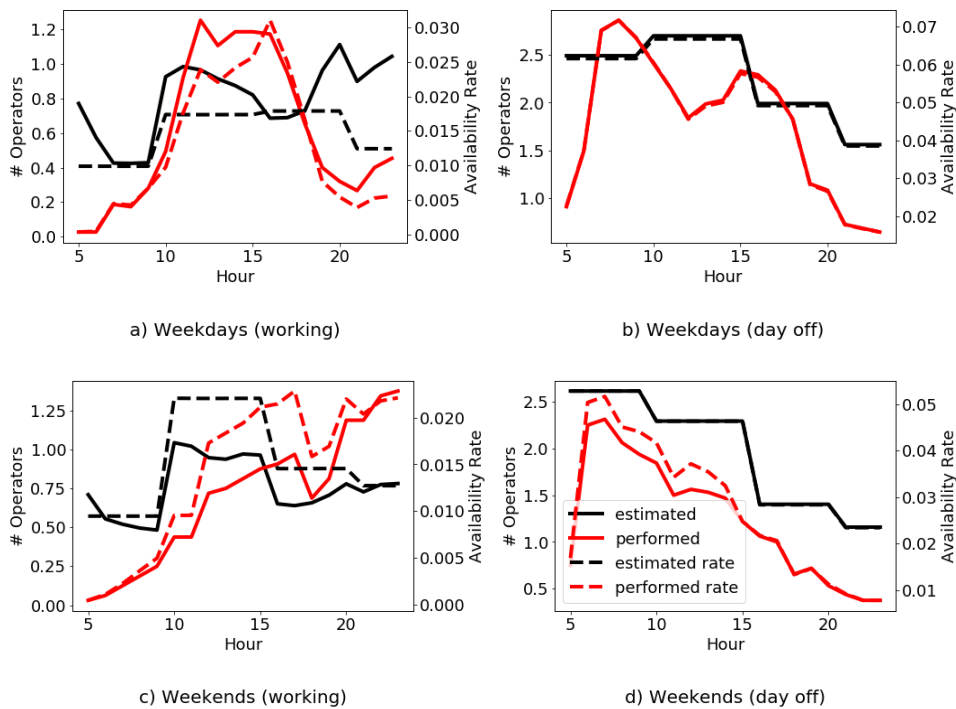 1.2
1.0
0.8
0.6
0.4
0.2
0.0
# Operators
0.030
0.025
0.020
0.015
0.010
0.005
0.000
Availability Rate
5 10 15 20
Hour
a) Weekdays (working)
2.5
2.0
1.5
1.0
# Operators
0.07
0.06
0.05
0.04
0.03
0.02
Availability Rate
5 10 15 20
Hour
b) Weekdays (day off)
1.25
1.00
0.75
0.50
0.25
0.00
# Operators
0.020
0.015
0.010
0.005
0.000
Availability Rate
5 10 15 20
Hour
c) Weekends (working)
2.5
2.0
1.5
1.0
0.5
# Operators
0.05
0.04
0.03
0.02
0.01
Availability Rate
estimated
performed
estimated rate
performed rate
5 10 15 20
Hour
d) Weekends (day off)